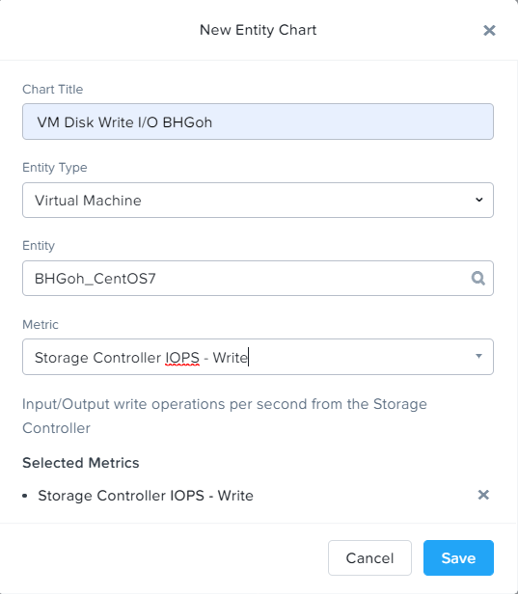 New Entity Chart
Chart Title
VM Disk Write I/O BHGoh
Entity Type
Virtual Machine
Entity
BHGoh_CentOS7
Metric
Storage Controller IOPS - Write
Input/Output write operations per second from the Storage
Controller
Selected Metrics
• Storage Controller IOPS - Write
Cancel Save